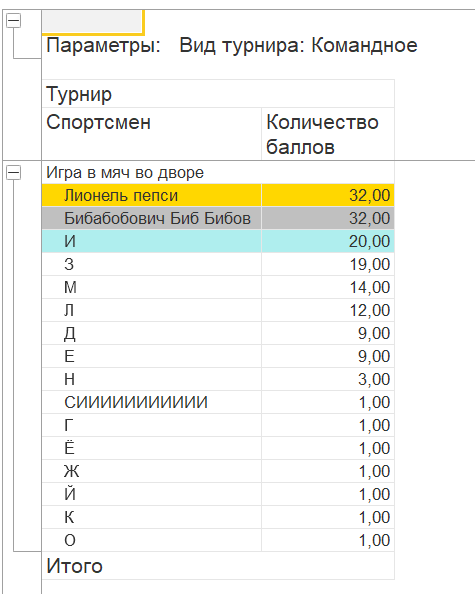 Параметры: Вид турнира: Командное
Турнир
Спортсмен Количество баллов
Игра в мяч во дворе
Лионель пепси 32,00
Бибабобович Биб Бибов 32,00
И 20,00
З 19,00
М 14,00
Л 12,00
Д 9,00
Е 9,00
Н 3,00
СИИИИИИИИИИИ 1,00
Г 1,00
Ё 1,00
Ж 1,00
Й 1,00
К 1,00
О 1,00
Итого